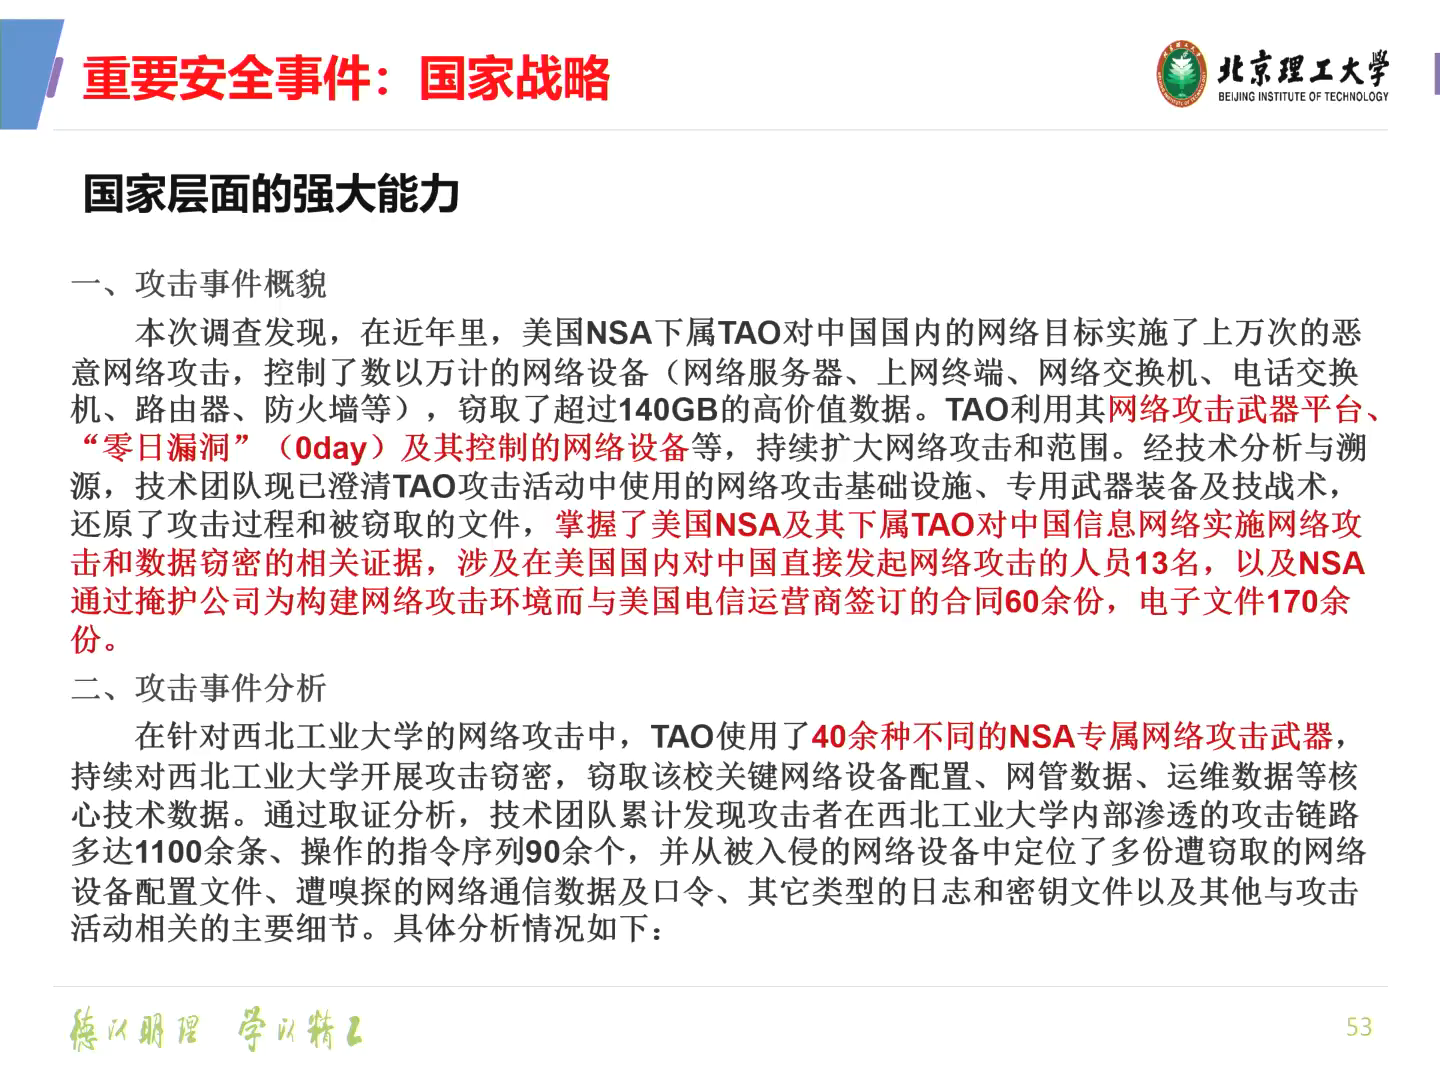 重要安全事件：国家战略
北京理工大学
BEIJING INSTITUTE OF TECHNOLOGY
国家层面的强大能力
一、攻击事件概貌
本次调查发现，在近年里，美国NSA下属TAO对中国国内的网络目标实施了上万次的恶
意网络攻击，控制了数以万计的网络设备（网络服务器、上网终端、网络交换机、电话交换
机、路由器、防火墙等），窃取了超过140GB的高价值数据。TAO利用其网络攻击武器平台、
“零日漏洞”（0day）及其控制的网络设备等，持续扩大网络攻击和范围。经技术分析与溯
源，技术团队现已澄清TAO攻击活动中使用的网络攻击基础设施、专用武器装备及技战术，
还原了攻击过程和被窃取的文件，掌握了美国NSA及其下属TAO对中国信息网络实施网络攻
击和数据窃密的相关证据，涉及在美国国内对中国直接发起网络攻击的人员13名，以及NSA
通过掩护公司为构建网络攻击环境而与美国电信运营商签订的合同60余份，电子文件170余
份。
二、攻击事件分析
在针对西北工业大学的网络攻击中，TAO使用了40余种不同的NSA专属网络攻击武器，
持续对西北工业大学开展攻击窃密，窃取该校关键网络设备配置、网管数据、运维数据等核
心技术数据。通过取证分析，技术团队累计发现攻击者在西北工业大学内部渗透的攻击链路
多达1100余条、操作的指令序列90余个，并从被入侵的网络设备中定位了多份遭窃取的网络
设备配置文件、遭嗅探的网络通信数据及口令、其它类型的日志和密钥文件以及其他与攻击
活动相关的主要细节。具体分析情况如下：
德以明理 学以精工
53